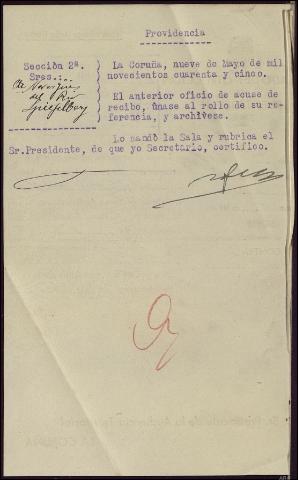 Providencia
Sección 2ª.
Sres.:
del Río
La Coruña, nueve de Mayo de mil
novecientos cuarenta y cinco.
El anterior oficio de acuse de
recibo, únase al rollo de su re-
ferencia, y archívese.
Lo mandó la Sala y rubrica el
Sr.Presidente, de que yo Secretario, certifico.